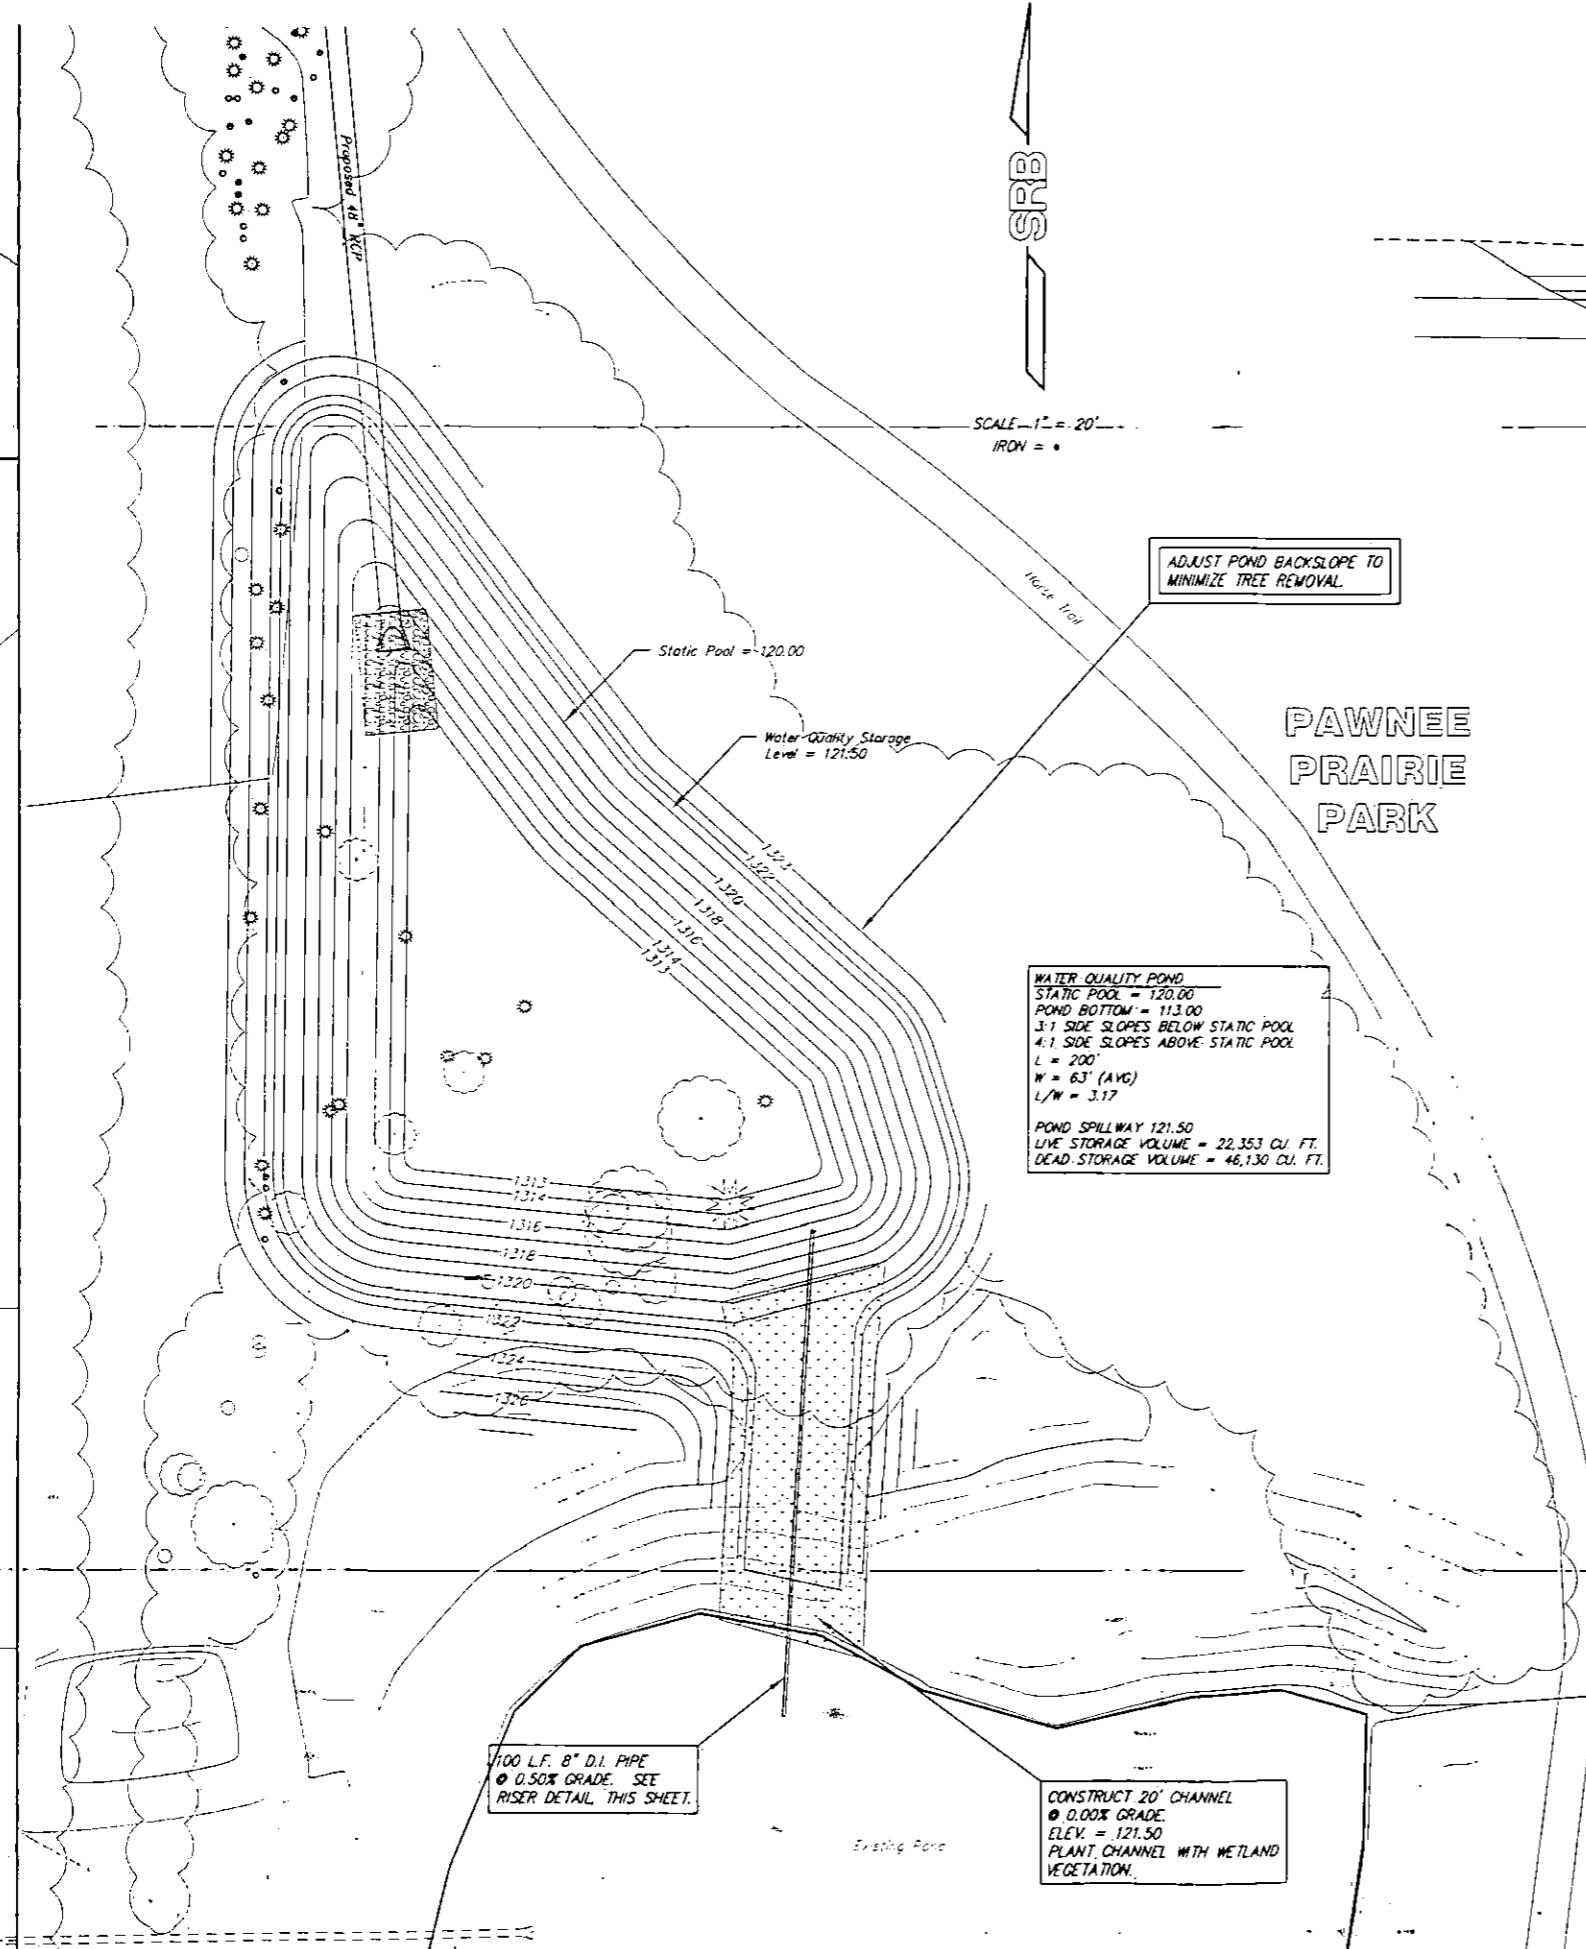 Proposed 48" RCP
SRB
SCALE 1" = 20'
IRON = •
ADJUST POND BACKSLOPE TO
MINIMIZE TREE REMOVAL
Horse Trail
Static Pool = 120.00
Water Quality Storage
Level = 121.50
PAWNEE
PRAIRIE
PARK
1323
1322
1320
1318
1316
1314
1313
WATER QUALITY POND
STATIC POOL = 120.00
POND BOTTOM = 113.00
3:1 SIDE SLOPES BELOW STATIC POOL
4:1 SIDE SLOPES ABOVE STATIC POOL
L = 200'
W = 63' (AVG)
L/W = 3.17
POND SPILLWAY 121.50
LIVE STORAGE VOLUME = 22,353 CU. FT.
DEAD STORAGE VOLUME = 46,130 CU. FT.
1313
1314
1316
1318
1320
1322
1324
1326
100 L.F. 8" D.I. PIPE
@ 0.50% GRADE. SEE
RISER DETAIL THIS SHEET.
CONSTRUCT 20' CHANNEL
@ 0.00% GRADE.
ELEV. = 121.50
PLANT CHANNEL WITH WETLAND
VEGETATION.
Existing Pond